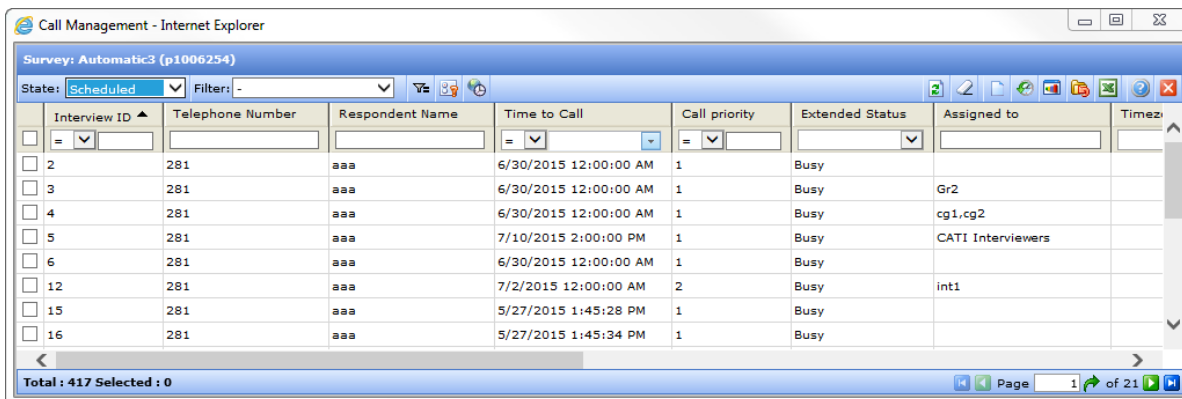 Call Management - Internet Explorer
Survey: Automatic3 (p1006254)
State: Scheduled Filter: -
Interview ID Telephone Number Respondent Name Time to Call Call priority Extended Status Assigned to Timez
= = =
2 281 aaa 6/30/2015 12:00:00 AM 1 Busy
3 281 aaa 6/30/2015 12:00:00 AM 1 Busy Gr2
4 281 aaa 6/30/2015 12:00:00 AM 1 Busy cg1,cg2
5 281 aaa 7/10/2015 2:00:00 PM 1 Busy CATI Interviewers
6 281 aaa 6/30/2015 12:00:00 AM 1 Busy
12 281 aaa 7/2/2015 12:00:00 AM 2 Busy int1
15 281 aaa 5/27/2015 1:45:28 PM 1 Busy
16 281 aaa 5/27/2015 1:45:34 PM 1 Busy
Total : 417 Selected : 0 Page 1 of 21